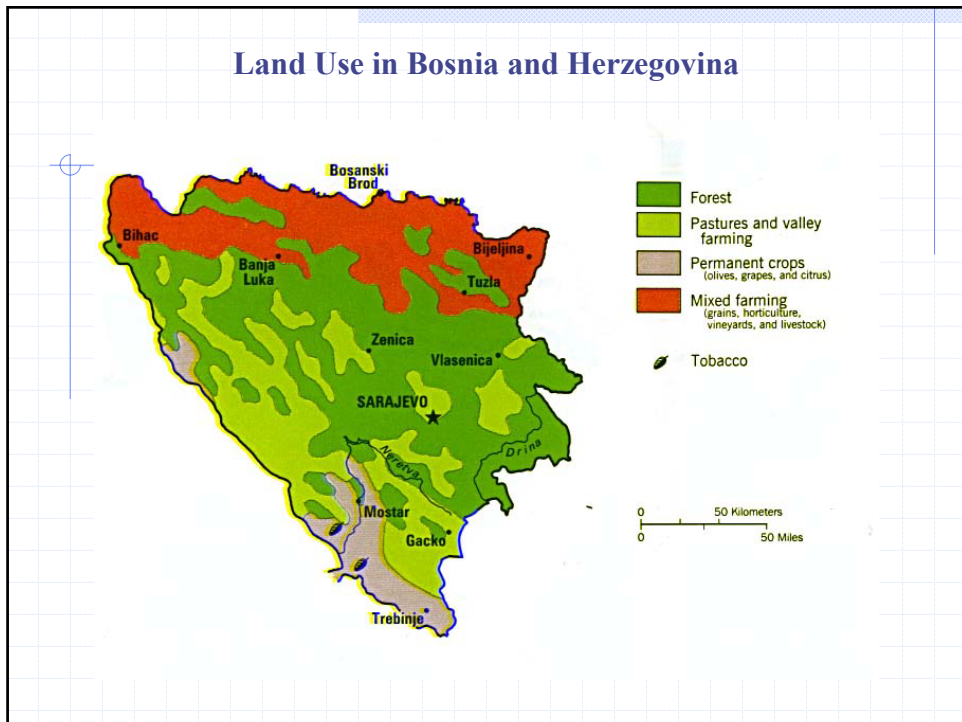 Land Use in Bosnia and Herzegovina
Bosanski
Brod
Bihac
Banja
Luka
Bijeljina
Tuzla
Zenica
Vlasenica
SARAJEVO
Neretva
Drina
Mostar
Gacko
Trebinje
Forest
Pastures and valley
farming
Permanent crops
(olives, grapes, and citrus)
Mixed farming
(grains, horticulture,
vineyards, and livestock)
Tobacco
0 50 Kilometers
0 50 Miles